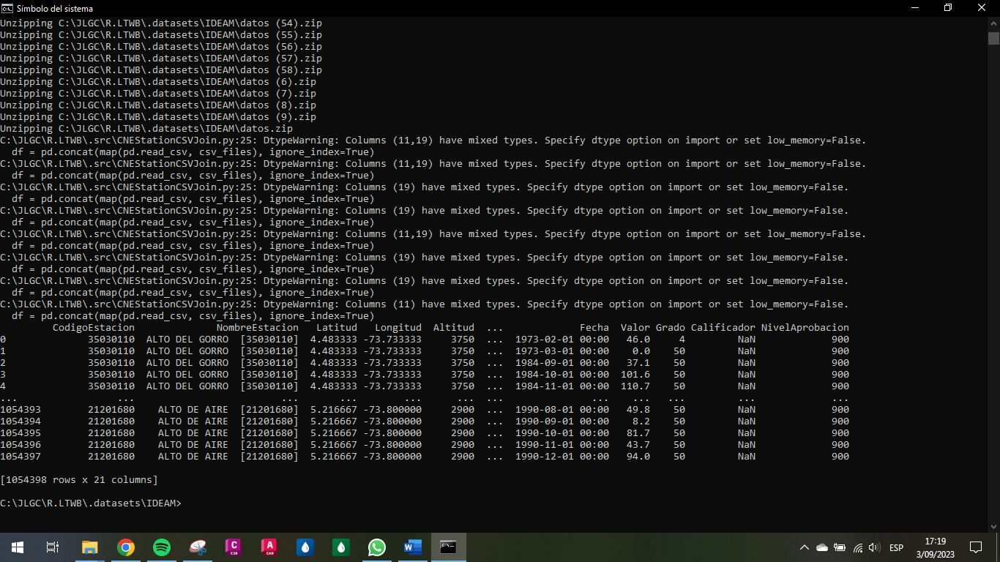 Símbolo del sistema
Unzipping C:\JLGC\R.LTWB\.datasets\IDEAM\datos (54).zip
Unzipping C:\JLGC\R.LTWB\.datasets\IDEAM\datos (55).zip
Unzipping C:\JLGC\R.LTWB\.datasets\IDEAM\datos (56).zip
Unzipping C:\JLGC\R.LTWB\.datasets\IDEAM\datos (57).zip
Unzipping C:\JLGC\R.LTWB\.datasets\IDEAM\datos (58).zip
Unzipping C:\JLGC\R.LTWB\.datasets\IDEAM\datos (6).zip
Unzipping C:\JLGC\R.LTWB\.datasets\IDEAM\datos (7).zip
Unzipping C:\JLGC\R.LTWB\.datasets\IDEAM\datos (8).zip
Unzipping C:\JLGC\R.LTWB\.datasets\IDEAM\datos (9).zip
Unzipping C:\JLGC\R.LTWB\.datasets\IDEAM\datos.zip
C:\JLGC\R.LTWB\.src\CNEStationCSVJoin.py:25: DtypeWarning: Columns (11,19) have mixed types. Specify dtype option on import or set low_memory=False.
  df = pd.concat(map(pd.read_csv, csv_files), ignore_index=True)
C:\JLGC\R.LTWB\.src\CNEStationCSVJoin.py:25: DtypeWarning: Columns (11,19) have mixed types. Specify dtype option on import or set low_memory=False.
  df = pd.concat(map(pd.read_csv, csv_files), ignore_index=True)
C:\JLGC\R.LTWB\.src\CNEStationCSVJoin.py:25: DtypeWarning: Columns (19) have mixed types. Specify dtype option on import or set low_memory=False.
  df = pd.concat(map(pd.read_csv, csv_files), ignore_index=True)
C:\JLGC\R.LTWB\.src\CNEStationCSVJoin.py:25: DtypeWarning: Columns (19) have mixed types. Specify dtype option on import or set low_memory=False.
  df = pd.concat(map(pd.read_csv, csv_files), ignore_index=True)
C:\JLGC\R.LTWB\.src\CNEStationCSVJoin.py:25: DtypeWarning: Columns (11,19) have mixed types. Specify dtype option on import or set low_memory=False.
  df = pd.concat(map(pd.read_csv, csv_files), ignore_index=True)
C:\JLGC\R.LTWB\.src\CNEStationCSVJoin.py:25: DtypeWarning: Columns (19) have mixed types. Specify dtype option on import or set low_memory=False.
  df = pd.concat(map(pd.read_csv, csv_files), ignore_index=True)
C:\JLGC\R.LTWB\.src\CNEStationCSVJoin.py:25: DtypeWarning: Columns (19) have mixed types. Specify dtype option on import or set low_memory=False.
  df = pd.concat(map(pd.read_csv, csv_files), ignore_index=True)
C:\JLGC\R.LTWB\.src\CNEStationCSVJoin.py:25: DtypeWarning: Columns (11) have mixed types. Specify dtype option on import or set low_memory=False.
  df = pd.concat(map(pd.read_csv, csv_files), ignore_index=True)
CodigoEstacion NombreEstacion Latitud Longitud Altitud ... Fecha Valor Grado Calificador NivelAprobacion
0 35030110 ALTO DEL GORRO [35030110] 4.483333 -73.733333 3750 ... 1973-02-01 00:00 46.0 4 NaN 900
1 35030110 ALTO DEL GORRO [35030110] 4.483333 -73.733333 3750 ... 1973-03-01 00:00 0.0 50 NaN 900
2 35030110 ALTO DEL GORRO [35030110] 4.483333 -73.733333 3750 ... 1984-09-01 00:00 37.1 50 NaN 900
3 35030110 ALTO DEL GORRO [35030110] 4.483333 -73.733333 3750 ... 1984-10-01 00:00 101.6 50 NaN 900
4 35030110 ALTO DEL GORRO [35030110] 4.483333 -73.733333 3750 ... 1984-11-01 00:00 110.7 50 NaN 900
... ... ... ... ... ... ... ... ... ... ... ...
1054393 21201680 ALTO DE AIRE [21201680] 5.216667 -73.800000 2900 ... 1990-08-01 00:00 49.8 50 NaN 900
1054394 21201680 ALTO DE AIRE [21201680] 5.216667 -73.800000 2900 ... 1990-09-01 00:00 8.2 50 NaN 900
1054395 21201680 ALTO DE AIRE [21201680] 5.216667 -73.800000 2900 ... 1990-10-01 00:00 81.7 50 NaN 900
1054396 21201680 ALTO DE AIRE [21201680] 5.216667 -73.800000 2900 ... 1990-11-01 00:00 43.7 50 NaN 900
1054397 21201680 ALTO DE AIRE [21201680] 5.216667 -73.800000 2900 ... 1990-12-01 00:00 94.0 50 NaN 900
[1054398 rows x 21 columns]
C:\JLGC\R.LTWB\.datasets\IDEAM>
C
C3D
A
CAD
W
ESP
17:19
3/09/2023